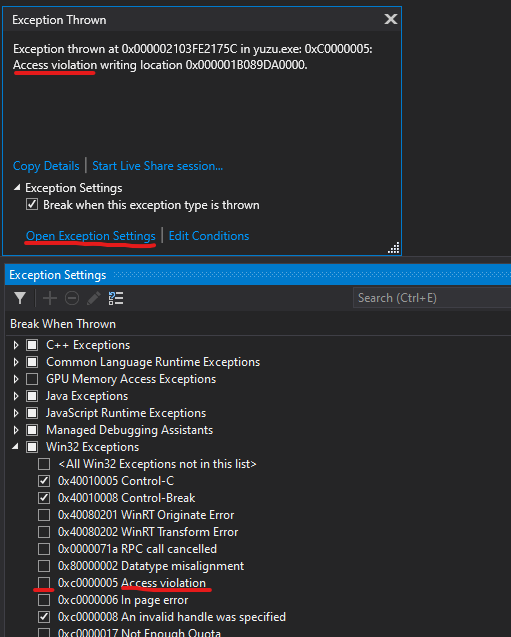 Exception Thrown
Exception thrown at 0x000002103FE2175C in yuzu.exe: 0xC0000005:
Access violation writing location 0x000001B089DA0000.
Copy Details | Start Live Share session...
Exception Settings
Break when this exception type is thrown
Open Exception Settings | Edit Conditions
Exception Settings
Search (Ctrl+E)
Break When Thrown
C++ Exceptions
Common Language Runtime Exceptions
GPU Memory Access Exceptions
Java Exceptions
JavaScript Runtime Exceptions
Managed Debugging Assistants
Win32 Exceptions
<All Win32 Exceptions not in this list>
0x40010005 Control-C
0x40010008 Control-Break
0x40080201 WinRT Originate Error
0x40080202 WinRT Transform Error
0x0000071a RPC call cancelled
0x80000002 Datatype misalignment
0xc0000005 Access violation
0xc0000006 In page error
0xc0000008 An invalid handle was specified
0xc0000017 Not Enough Quota